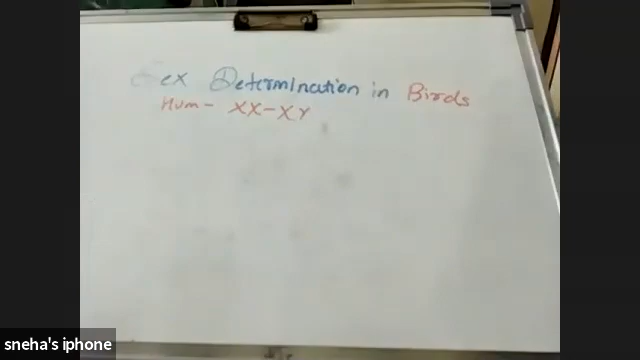 Sex Determination in Birds
Hum - XX-XY
sneha's iphone